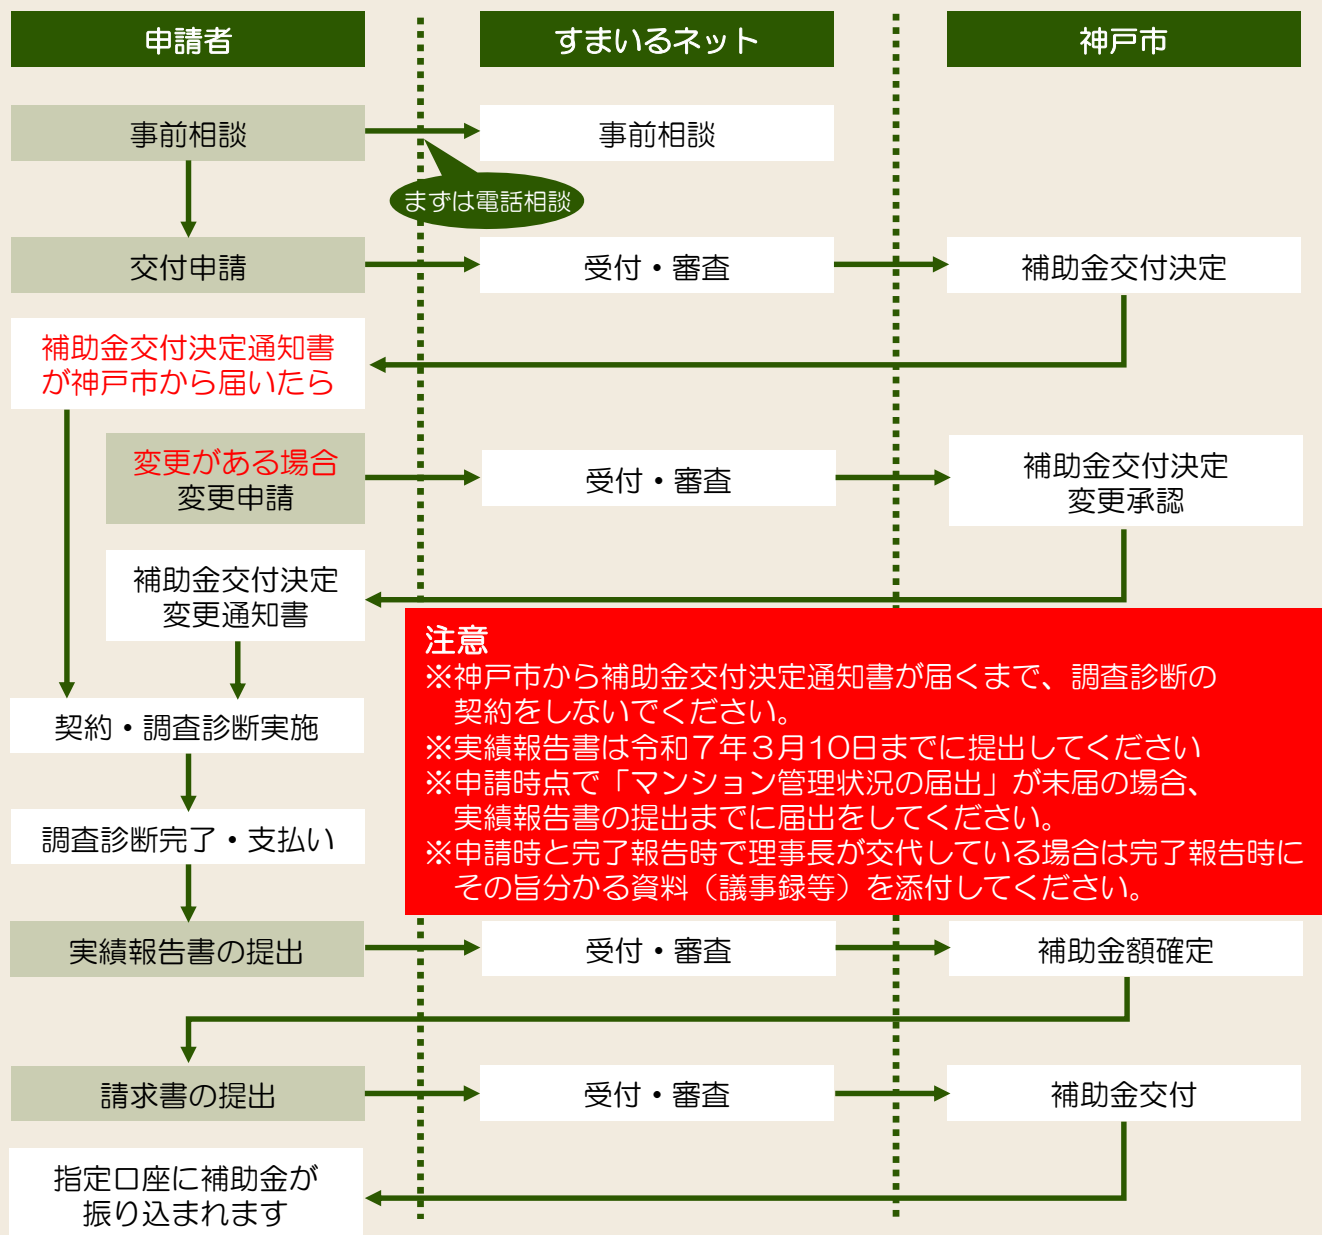 申請者
すまいるネット
神戸市
事前相談
事前相談
まずは電話相談
交付申請
受付・審査
補助金交付決定
補助金交付決定通知書
が神戸市から届いたら
変更がある場合
変更申請
受付・審査
補助金交付決定
変更承認
補助金交付決定
変更通知書
注意
※神戸市から補助金交付決定通知書が届くまで、調査診断の
契約をしないでください。
※実績報告書は令和７年３月10日までに提出してください
※申請時点で「マンション管理状況の届出」が未届の場合、
実績報告書の提出までに届出をしてください。
※申請時と完了報告時で理事長が交代している場合は完了報告時に
その旨分かる資料（議事録等）を添付してください。
契約・調査診断実施
調査診断完了・支払い
実績報告書の提出
受付・審査
補助金額確定
請求書の提出
受付・審査
補助金交付
指定口座に補助金が
振り込まれます